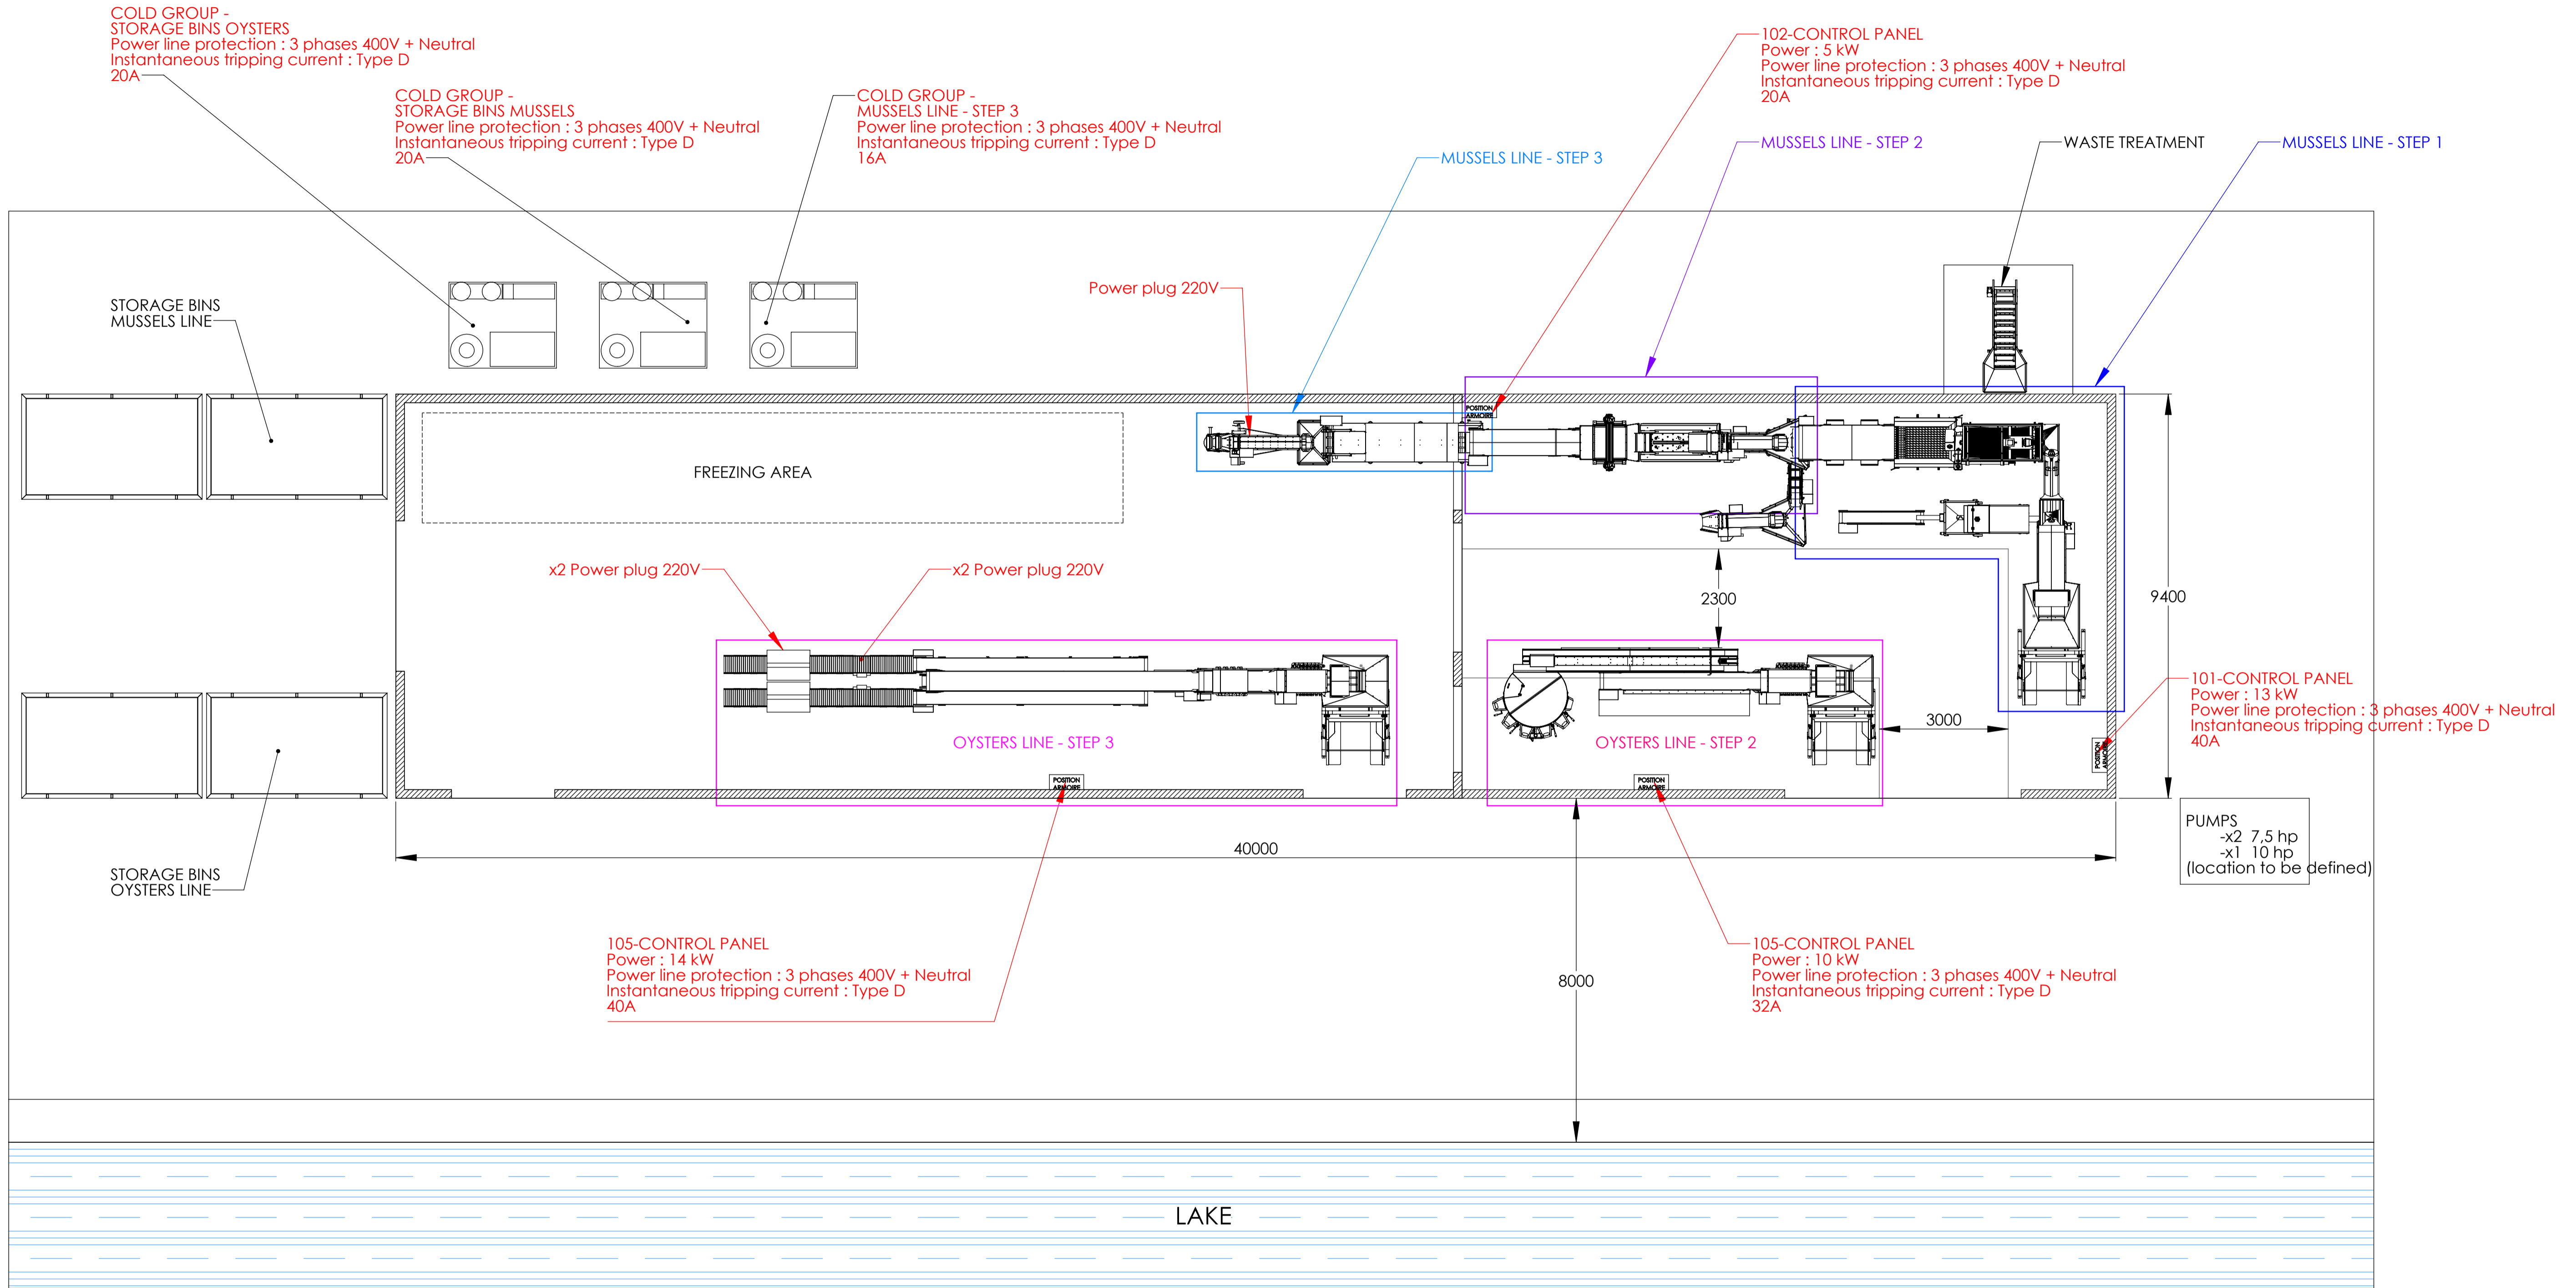 COLD GROUP -
STORAGE BINS OYSTERS
Power line protection : 3 phases 400V + Neutral
Instantaneous tripping current : Type D
20A
COLD GROUP -
STORAGE BINS MUSSELS
Power line protection : 3 phases 400V + Neutral
Instantaneous tripping current : Type D
20A
COLD GROUP -
MUSSELS LINE - STEP 3
Power line protection : 3 phases 400V + Neutral
Instantaneous tripping current : Type D
16A
102-CONTROL PANEL
Power : 5 kW
Power line protection : 3 phases 400V + Neutral
Instantaneous tripping current : Type D
20A
MUSSELS LINE - STEP 3
MUSSELS LINE - STEP 2
WASTE TREATMENT
MUSSELS LINE - STEP 1
Power plug 220V
STORAGE BINS
MUSSELS LINE
POSITION
ARMOIRE
FREEZING AREA
x2 Power plug 220V
x2 Power plug 220V
2300
9400
101-CONTROL PANEL
Power : 13 kW
Power line protection : 3 phases 400V + Neutral
Instantaneous tripping current : Type D
40A
3000
OYSTERS LINE - STEP 3
OYSTERS LINE - STEP 2
POSITION
ARMOIRE
POSITION
ARMOIRE
POSITION
ARMOIRE
PUMPS
-x2 7,5 hp
-x1 10 hp
(location to be defined)
40000
STORAGE BINS
OYSTERS LINE
105-CONTROL PANEL
Power : 14 kW
Power line protection : 3 phases 400V + Neutral
Instantaneous tripping current : Type D
40A
105-CONTROL PANEL
Power : 10 kW
Power line protection : 3 phases 400V + Neutral
Instantaneous tripping current : Type D
32A
8000
LAKE